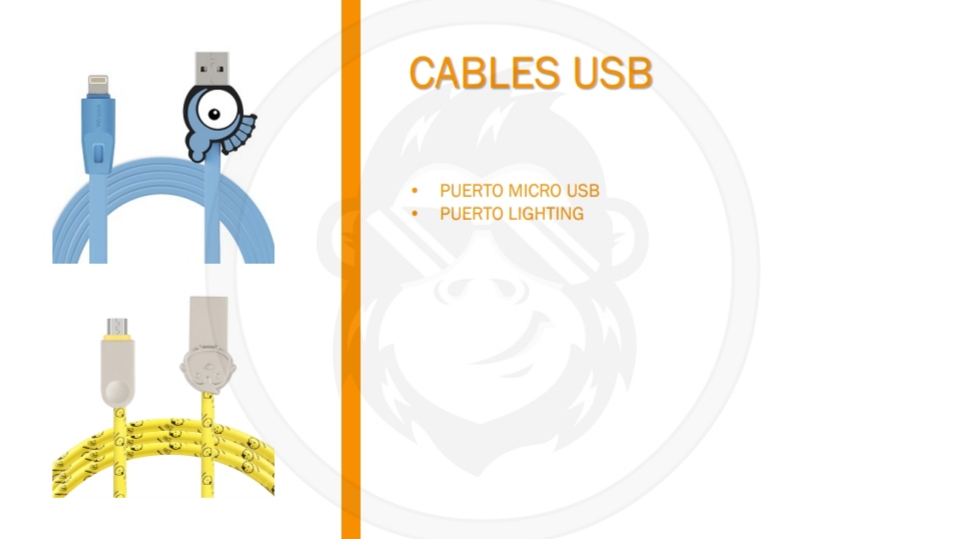 CABLES USB
• PUERTO MICRO USB
• PUERTO LIGHTING